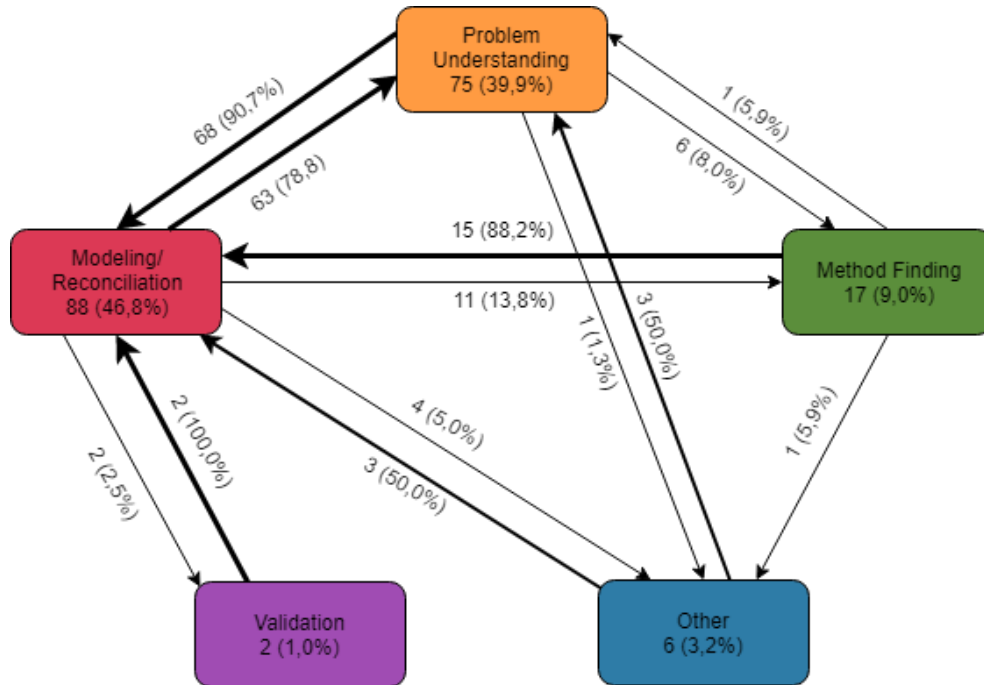 Problem
Understanding
75 (39,9%)
68 (90,7%)
63 (78,8)
1 (5,9%)
6 (8,0%)
15 (88,2%)
11 (13,8%)
Modeling/
Reconciliation
88 (46,8%)
Method Finding
17 (9,0%)
3 (50,0%)
1 (1,3%)
2 (100,0%)
2 (2,5%)
4 (5,0%)
3 (50,0%)
1 (5,9%)
Validation
2 (1,0%)
Other
6 (3,2%)